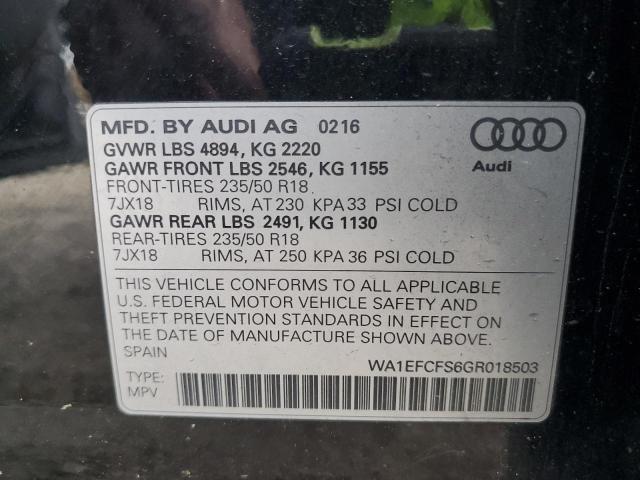 MFD. BY AUDI AG 0216
GVWR LBS 4894, KG 2220
GAWR FRONT LBS 2546, KG 1155
FRONT-TIRES 235/50 R18
7JX18 RIMS, AT 230 KPA 33 PSI COLD
GAWR REAR LBS 2491, KG 1130
REAR-TIRES 235/50 R18
7JX18 RIMS, AT 250 KPA 36 PSI COLD
Audi
THIS VEHICLE CONFORMS TO ALL APPLICABLE
U.S. FEDERAL MOTOR VEHICLE SAFETY AND
THEFT PREVENTION STANDARDS IN EFFECT ON
THE DATE OF MANUFACTURE SHOWN ABOVE.
SPAIN
WA1EFCFS6GR018503
TYPE:
MPV